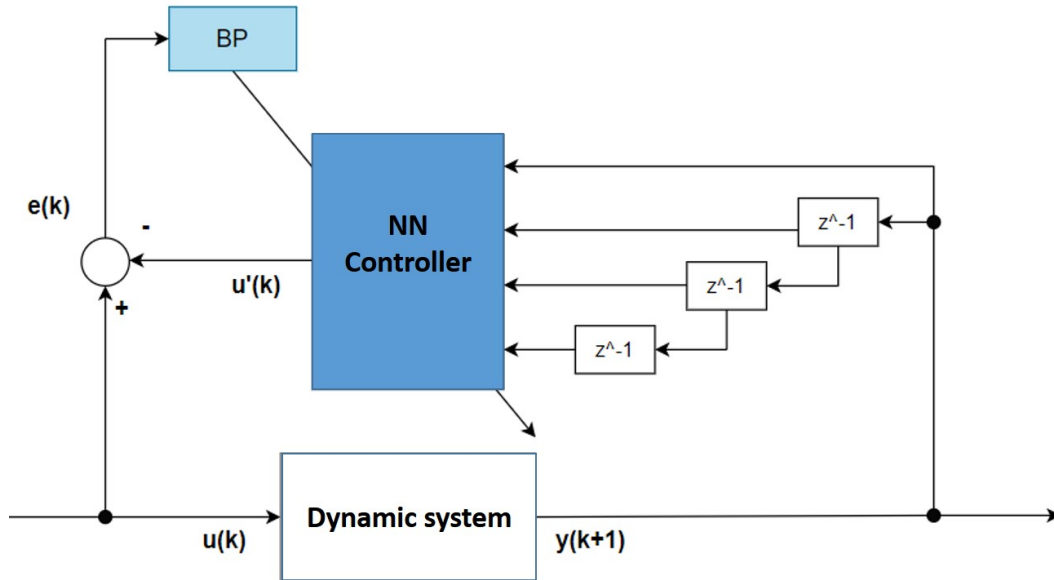 BP
e(k)
-
NN
Controller
z^-1
u'(k)
z^-1
+
z^-1
u(k)
Dynamic system
y(k+1)